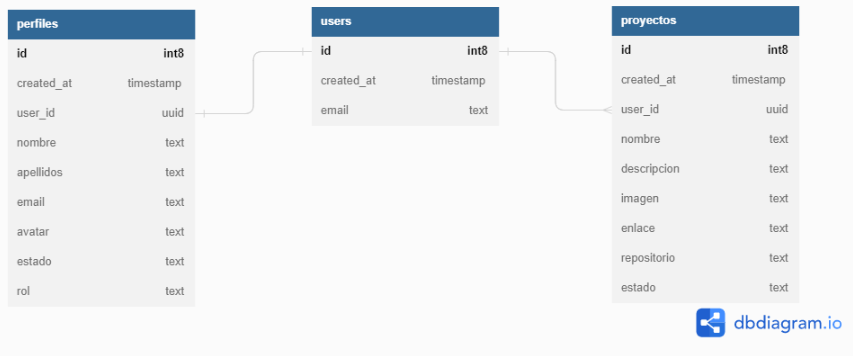 perfiles
id int8
created_at timestamp
user_id uuid
nombre text
apellidos text
email text
avatar text
estado text
rol text
users
id int8
created_at timestamp
email text
proyectos
id int8
created_at timestamp
user_id uuid
nombre text
descripcion text
imagen text
enlace text
repositorio text
estado text
dbdiagram.io